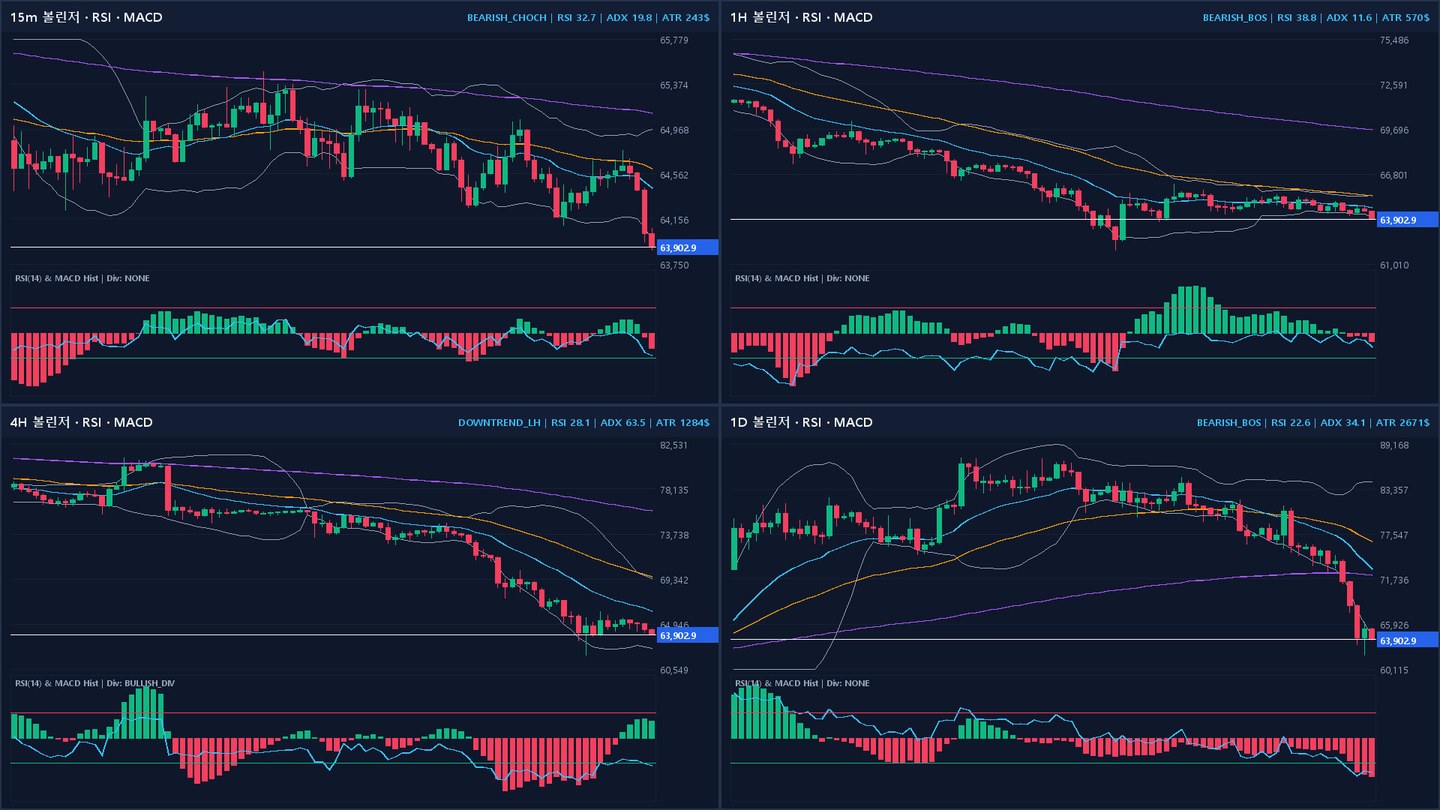 15m 볼린저 · RSI · MACD
BEARISH_CHOCH | RSI 32.7 | ADX 19.8 | ATR 243$
65,779
65,374
64,968
64,562
64,156
63,902.9
63,750
RSI(14) & MACD Hist | Div: NONE
1H 볼린저 · RSI · MACD
BEARISH_BOS | RSI 38.8 | ADX 11.6 | ATR 570$
75,486
72,591
69,696
66,801
63,902.9
61,010
RSI(14) & MACD Hist | Div: NONE
4H 볼린저 · RSI · MACD
DOWNTREND_LH | RSI 28.1 | ADX 63.5 | ATR 1284$
82,531
78,135
73,738
69,342
64,946
63,902.9
60,549
RSI(14) & MACD Hist | Div: BULLISH_DIV
1D 볼린저 · RSI · MACD
BEARISH_BOS | RSI 22.6 | ADX 34.1 | ATR 2671$
89,168
83,357
77,547
71,736
65,926
63,902.9
60,115
RSI(14) & MACD Hist | Div: NONE